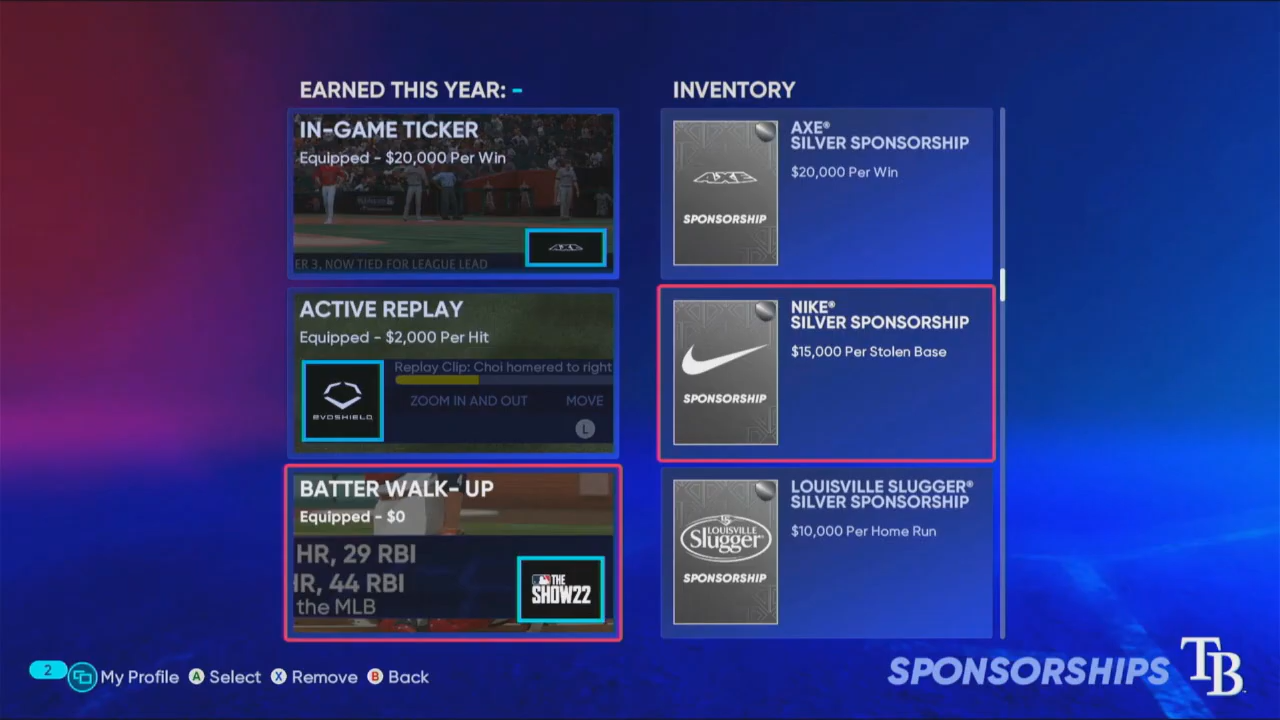 EARNED THIS YEAR: -
IN-GAME TICKER
Equipped - $20,000 Per Win
AXE
ER 3, NOW TIED FOR LEAGUE LEAD
ACTIVE REPLAY
Equipped - $2,000 Per Hit
EVOSHIELD
Replay Clip: Choi homered to right
ZOOM IN AND OUT
MOVE
L
BATTER WALK-UP
Equipped - $0
HR, 29 RBI
HR, 44 RBI
the MLB
THE
SHOW22
INVENTORY
AXE
SPONSORSHIP
AXE®
SILVER SPONSORSHIP
$20,000 Per Win
SPONSORSHIP
NIKE®
SILVER SPONSORSHIP
$15,000 Per Stolen Base
LOUISVILLE
Slugger
SPONSORSHIP
LOUISVILLE SLUGGER®
SILVER SPONSORSHIP
$10,000 Per Home Run
2 My Profile A Select X Remove B Back
SPONSORSHIPS TB